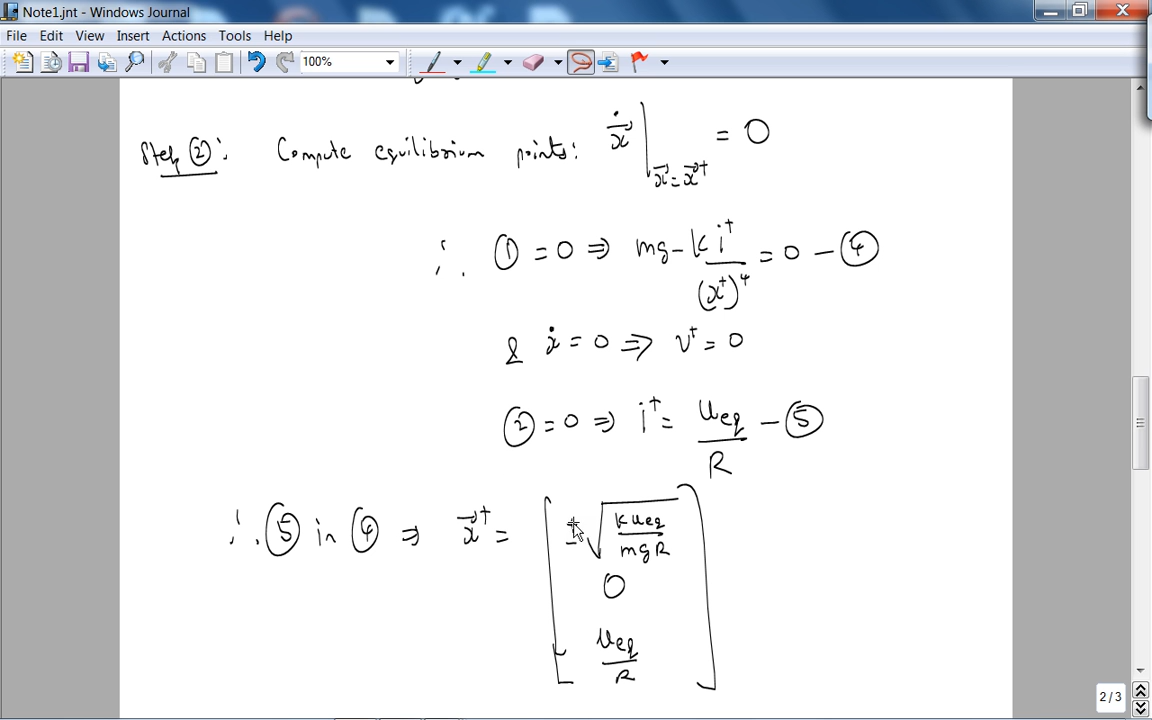 Note1.jnt - Windows Journal
File Edit View Insert Actions Tools Help
100%
Step ②: Compute equilibrium points: ẋ⃗ |x⃗=x⃗† = 0
∴ ① = 0 ⇒ mg - k i†/(x†)⁴ = 0 - ④
& ẋ = 0 ⇒ v† = 0
② = 0 ⇒ i† = ueq/R - ⑤
∴ ⑤ in ④ ⇒ x⃗† = [ ±√(k ueq/mgR)
0
ueq/R ]
2/3